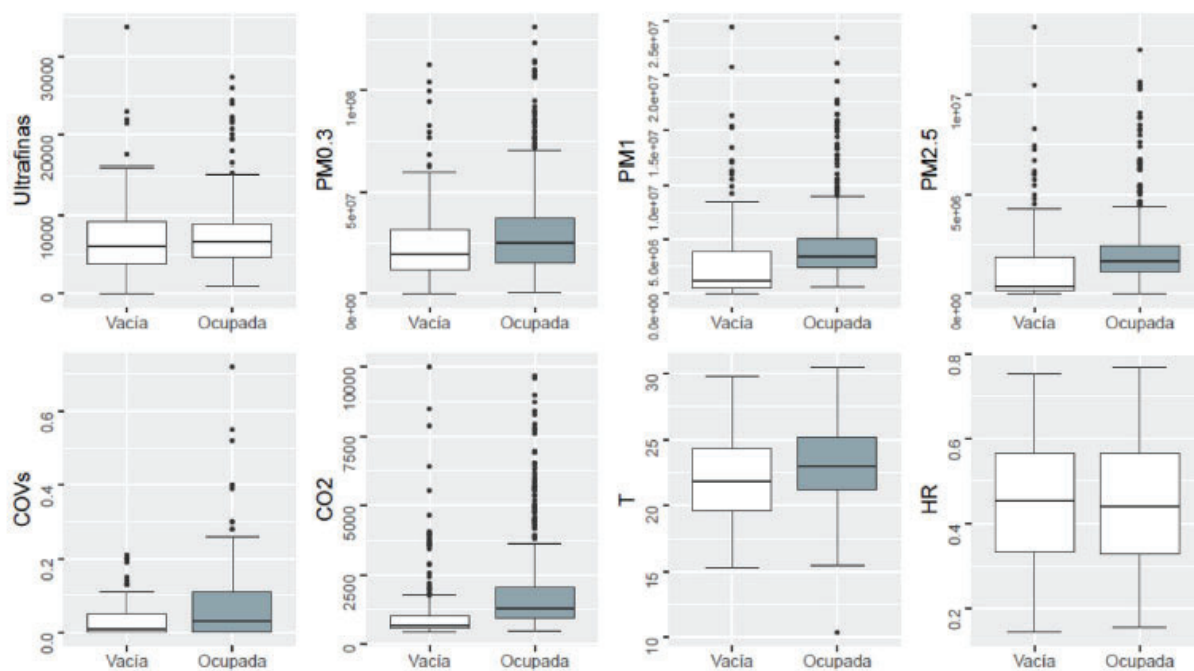 Ultrafinas
0
10000
20000
30000
Vacía
Ocupada
PM0.3
0e+00
5e+07
1e+08
Vacía
Ocupada
PM1
0.0e+00
5.0e+06
1.0e+07
1.5e+07
2.0e+07
2.5e+07
Vacía
Ocupada
PM2.5
0e+00
5e+06
1e+07
Vacía
Ocupada
COVs
0.0
0.2
0.4
0.6
Vacía
Ocupada
CO2
0
2500
5000
7500
10000
Vacía
Ocupada
T
10
15
20
25
30
Vacía
Ocupada
HR
0.2
0.4
0.6
0.8
Vacía
Ocupada